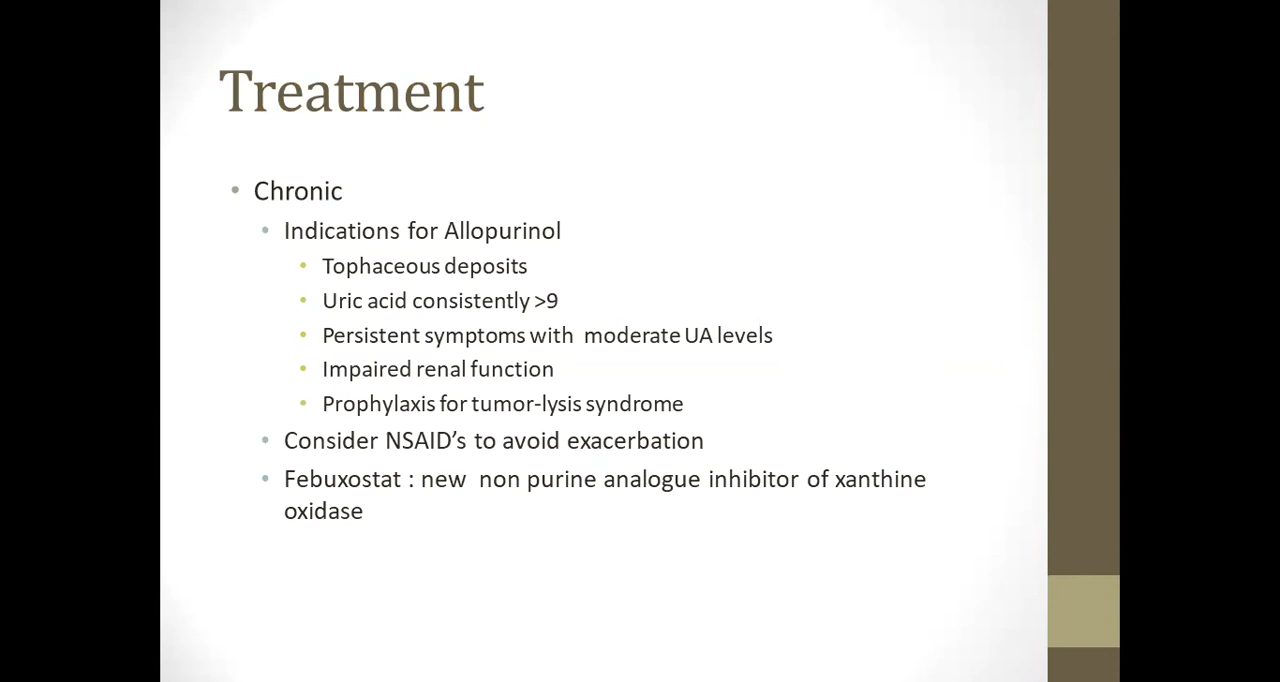 Treatment
• Chronic
• Indications for Allopurinol
• Tophaceous deposits
• Uric acid consistently >9
• Persistent symptoms with moderate UA levels
• Impaired renal function
• Prophylaxis for tumor-lysis syndrome
• Consider NSAID’s to avoid exacerbation
• Febuxostat : new non purine analogue inhibitor of xanthine
oxidase